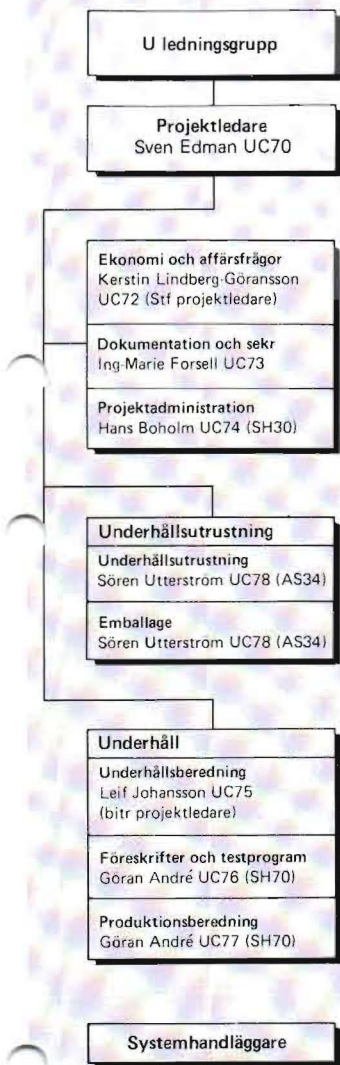 U ledningsgrupp
Projektledare
Sven Edman UC70
Ekonomi och affärsfrågor
Kerstin Lindberg-Göransson
UC72 (Stf projektledare)
Dokumentation och sekr
Ing-Marie Forsell UC73
Projektadministration
Hans Boholm UC74 (SH30)
Underhållsutrustning
Underhållsutrustning
Sören Utterström UC78 (AS34)
Emballage
Sören Utterström UC78 (AS34)
Underhåll
Underhållsberedning
Leif Johansson UC75
(bitr projektledare)
Föreskrifter och testprogram
Göran André UC76 (SH70)
Produktionsberedning
Göran André UC77 (SH70)
Systemhandläggare